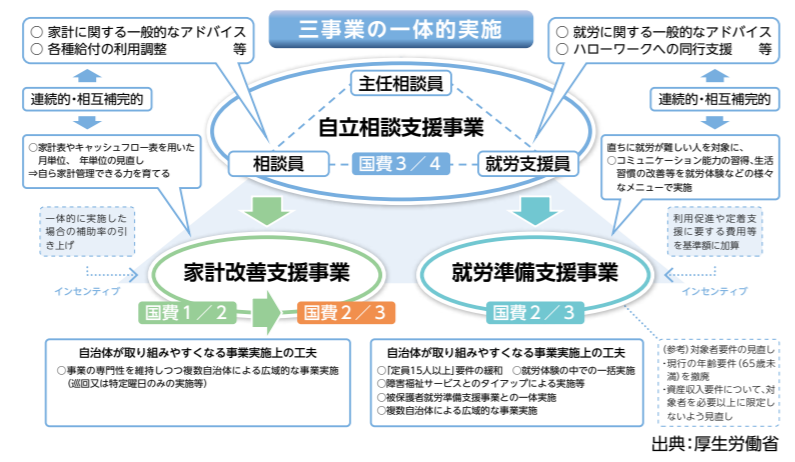 三事業の一体的実施
○ 家計に関する一般的なアドバイス
○ 各種給付の利用調整　　　　等
○ 就労に関する一般的なアドバイス
○ ハローワークへの同行支援　　等
主任相談員
自立相談支援事業
相談員
国費３／４
就労支援員
連続的・相互補完的
連続的・相互補完的
○家計表やキャッシュフロー表を用いた
月単位、 年単位の見直し
⇒自ら家計管理できる力を育てる
直ちに就労が難しい人を対象に、
○コミュニケーション能力の習得、生活
習慣の改善等を就労体験などの様々
なメニューで実施
一体的に実施した
場合の補助率の引
き上げ
インセンティブ
利用促進や定着支
援に要する費用等
を基準額に加算
インセンティブ
家計改善支援事業
国費１／２
国費２／３
就労準備支援事業
国費２／３
自治体が取り組みやすくなる事業実施上の工夫
○事業の専門性を維持しつつ複数自治体による広域的な事業実施
（巡回又は特定曜日のみの実施等）
自治体が取り組みやすくなる事業実施上の工夫
○「定員15人以上」要件の緩和　○就労体験の中での一括実施
○障害福祉サービスとのタイアップによる実施等
○被保護者就労準備支援事業との一体実施
○複数自治体による広域的な事業実施
(参考) 対象者要件の見直し
・現行の年齢要件 (65歳未
満) を撤廃
・資産収入要件について、対
象者を必要以上に限定し
ないよう見直し
出典：厚生労働省